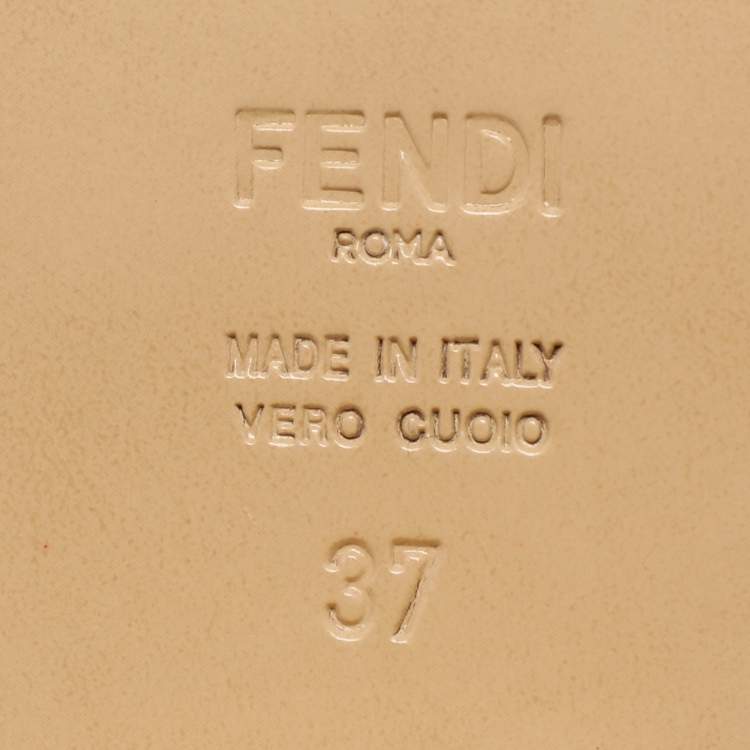 FENDI
ROMA
MADE IN ITALY
VERO CUOIO
37